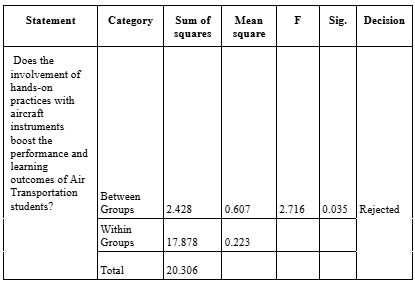 Statement Category Sum of squares Mean square F Sig. Decision
Does the
involvement of
hands-on
practices with
aircraft
instruments
boost the
performance and
learning
outcomes of Air
Transportation
students?
Between Groups 2.428 0.607 2.716 0.035 Rejected
Within Groups 17.878 0.223
Total 20.306